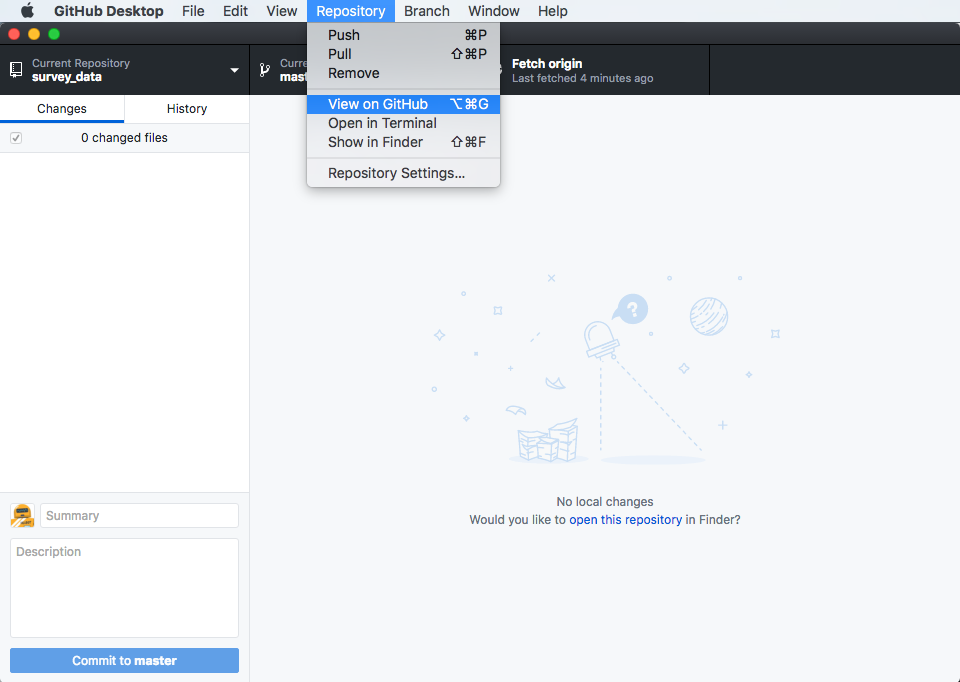 GitHub Desktop File Edit View Repository Branch Window Help
Push ⌘P
Pull ⇧⌘P
Remove
View on GitHub ⌥⌘G
Open in Terminal
Show in Finder ⇧⌘F
Repository Settings...
Current Repository
survey_data
Curre
mast
Fetch origin
Last fetched 4 minutes ago
Changes History
0 changed files
?
No local changes
Would you like to open this repository in Finder?
Summary
Description
Commit to master